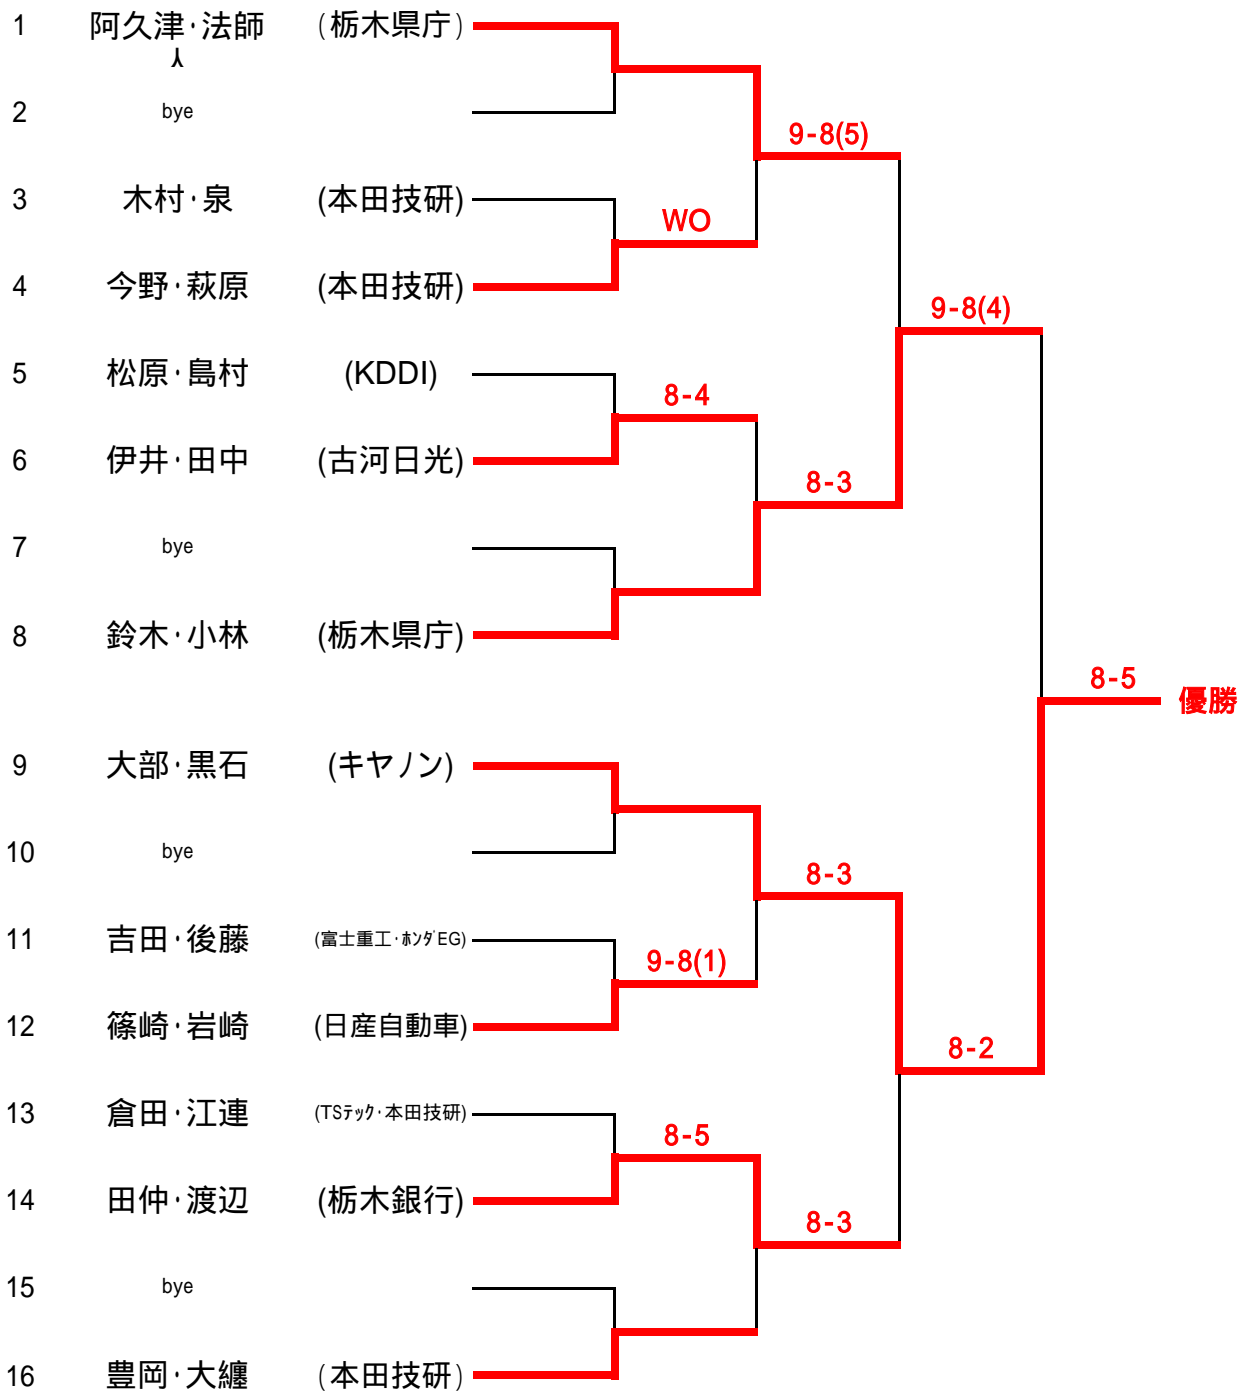 1 阿久津・法師人 (栃木県庁)
2 bye
9-8(5)
3 木村・泉 (本田技研)
WO
4 今野・萩原 (本田技研)
9-8(4)
5 松原・島村 (KDDI)
8-4
6 伊井・田中 (古河日光)
8-3
7 bye
8 鈴木・小林 (栃木県庁)
8-5
優勝
9 大部・黒石 (キヤノン)
10 bye
8-3
11 吉田・後藤 (富士重工・ホンダEG)
9-8(1)
12 篠崎・岩崎 (日産自動車)
8-2
13 倉田・江連 (TSテック・本田技研)
8-5
14 田仲・渡辺 (栃木銀行)
8-3
15 bye
16 豊岡・大纏 (本田技研)